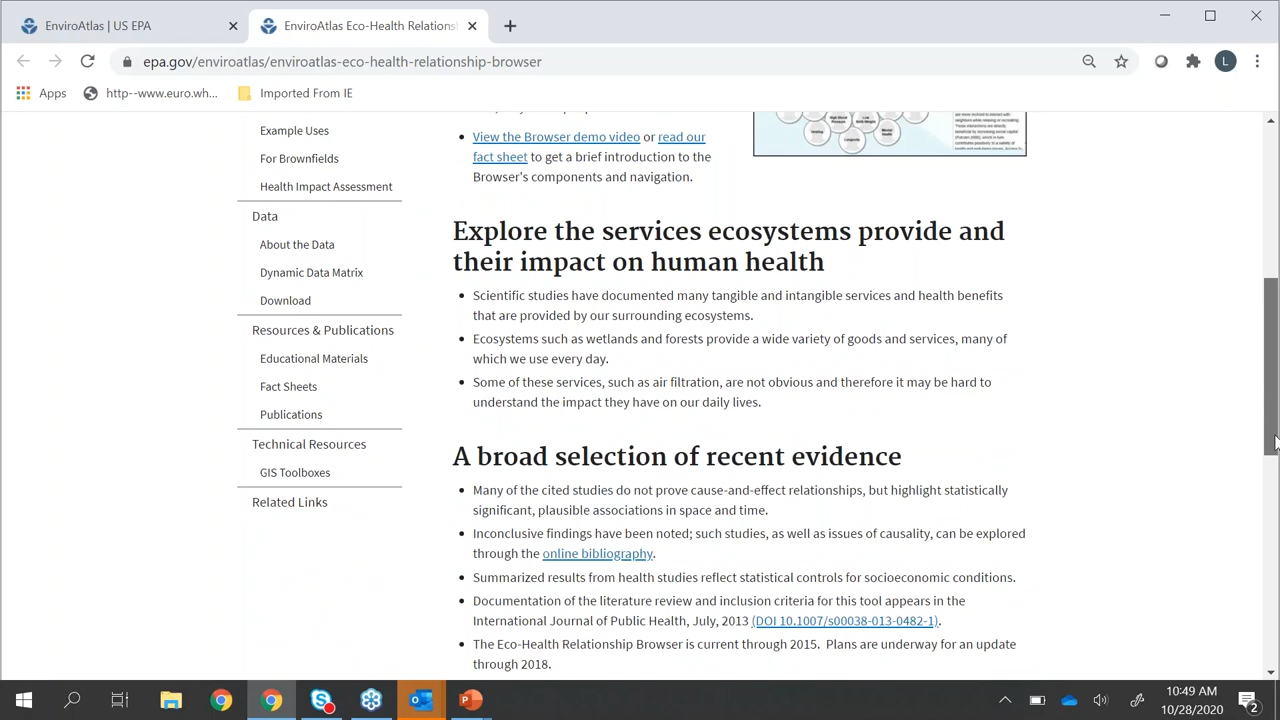 EnviroAtlas | US EPA
EnviroAtlas Eco-Health Relations
epa.gov/enviroatlas/enviroatlas-eco-health-relationship-browser
L
Apps
http--www.euro.wh...
Imported From IE
Example Uses
For Brownfields
Health Impact Assessment
Data
About the Data
Dynamic Data Matrix
Download
Resources & Publications
Educational Materials
Fact Sheets
Publications
Technical Resources
GIS Toolboxes
Related Links
View the Browser demo video or read our
fact sheet to get a brief introduction to the
Browser's components and navigation.
Explore the services ecosystems provide and
their impact on human health
Scientific studies have documented many tangible and intangible services and health benefits
that are provided by our surrounding ecosystems.
Ecosystems such as wetlands and forests provide a wide variety of goods and services, many of
which we use every day.
Some of these services, such as air filtration, are not obvious and therefore it may be hard to
understand the impact they have on our daily lives.
A broad selection of recent evidence
Many of the cited studies do not prove cause-and-effect relationships, but highlight statistically
significant, plausible associations in space and time.
Inconclusive findings have been noted; such studies, as well as issues of causality, can be explored
through the online bibliography.
Summarized results from health studies reflect statistical controls for socioeconomic conditions.
Documentation of the literature review and inclusion criteria for this tool appears in the
International Journal of Public Health, July, 2013 (DOI 10.1007/s00038-013-0482-1).
The Eco-Health Relationship Browser is current through 2015. Plans are underway for an update
through 2018.
10:49 AM
10/28/2020
2